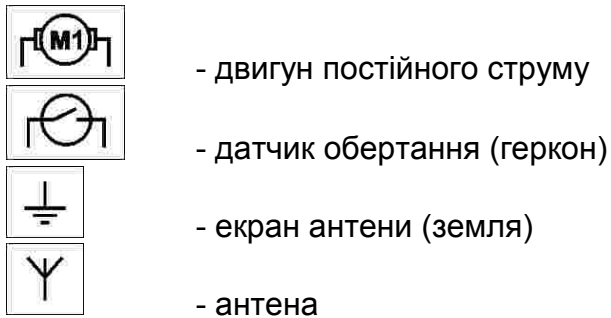 M1 - двигун постійного струму
- датчик обертання (геркон)
- екран антени (земля)
- антена